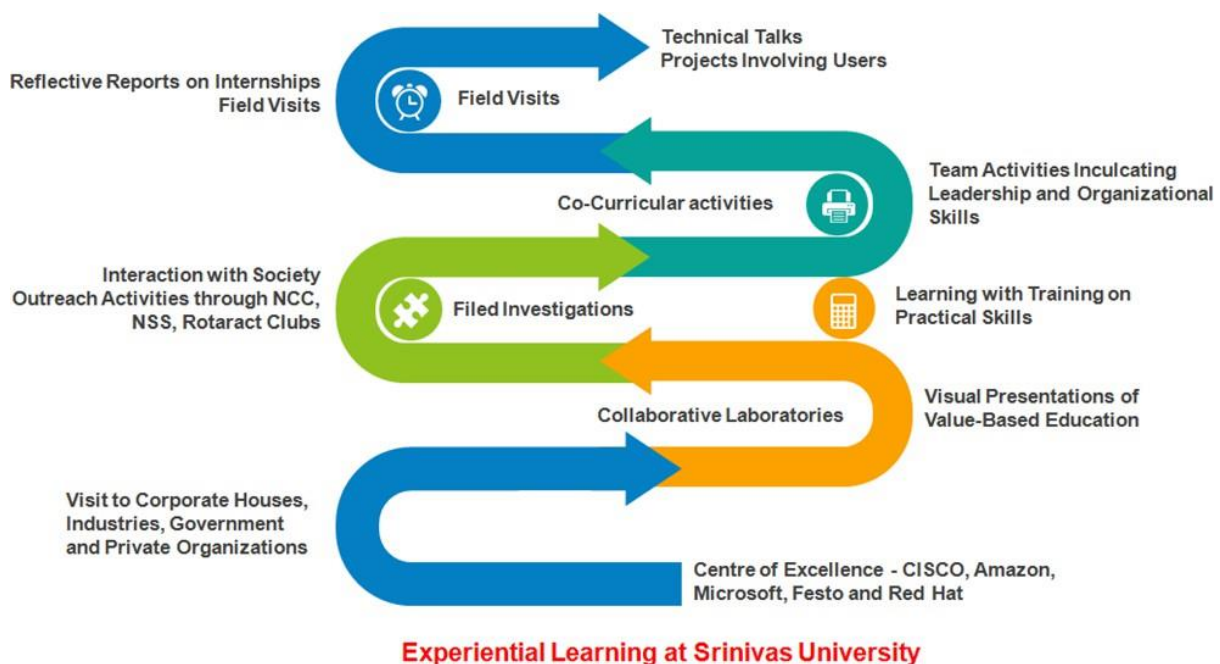 Technical Talks
Projects Involving Users
Reflective Reports on Internships
Field Visits
Field Visits
Team Activities Inculcating
Leadership and Organizational
Skills
Co-Curricular activities
Interaction with Society
Outreach Activities through NCC,
NSS, Rotaract Clubs
Filed Investigations
Learning with Training on
Practical Skills
Collaborative Laboratories
Visual Presentations of
Value-Based Education
Visit to Corporate Houses,
Industries, Government
and Private Organizations
Centre of Excellence - CISCO, Amazon,
Microsoft, Festo and Red Hat
Experiential Learning at Srinivas University